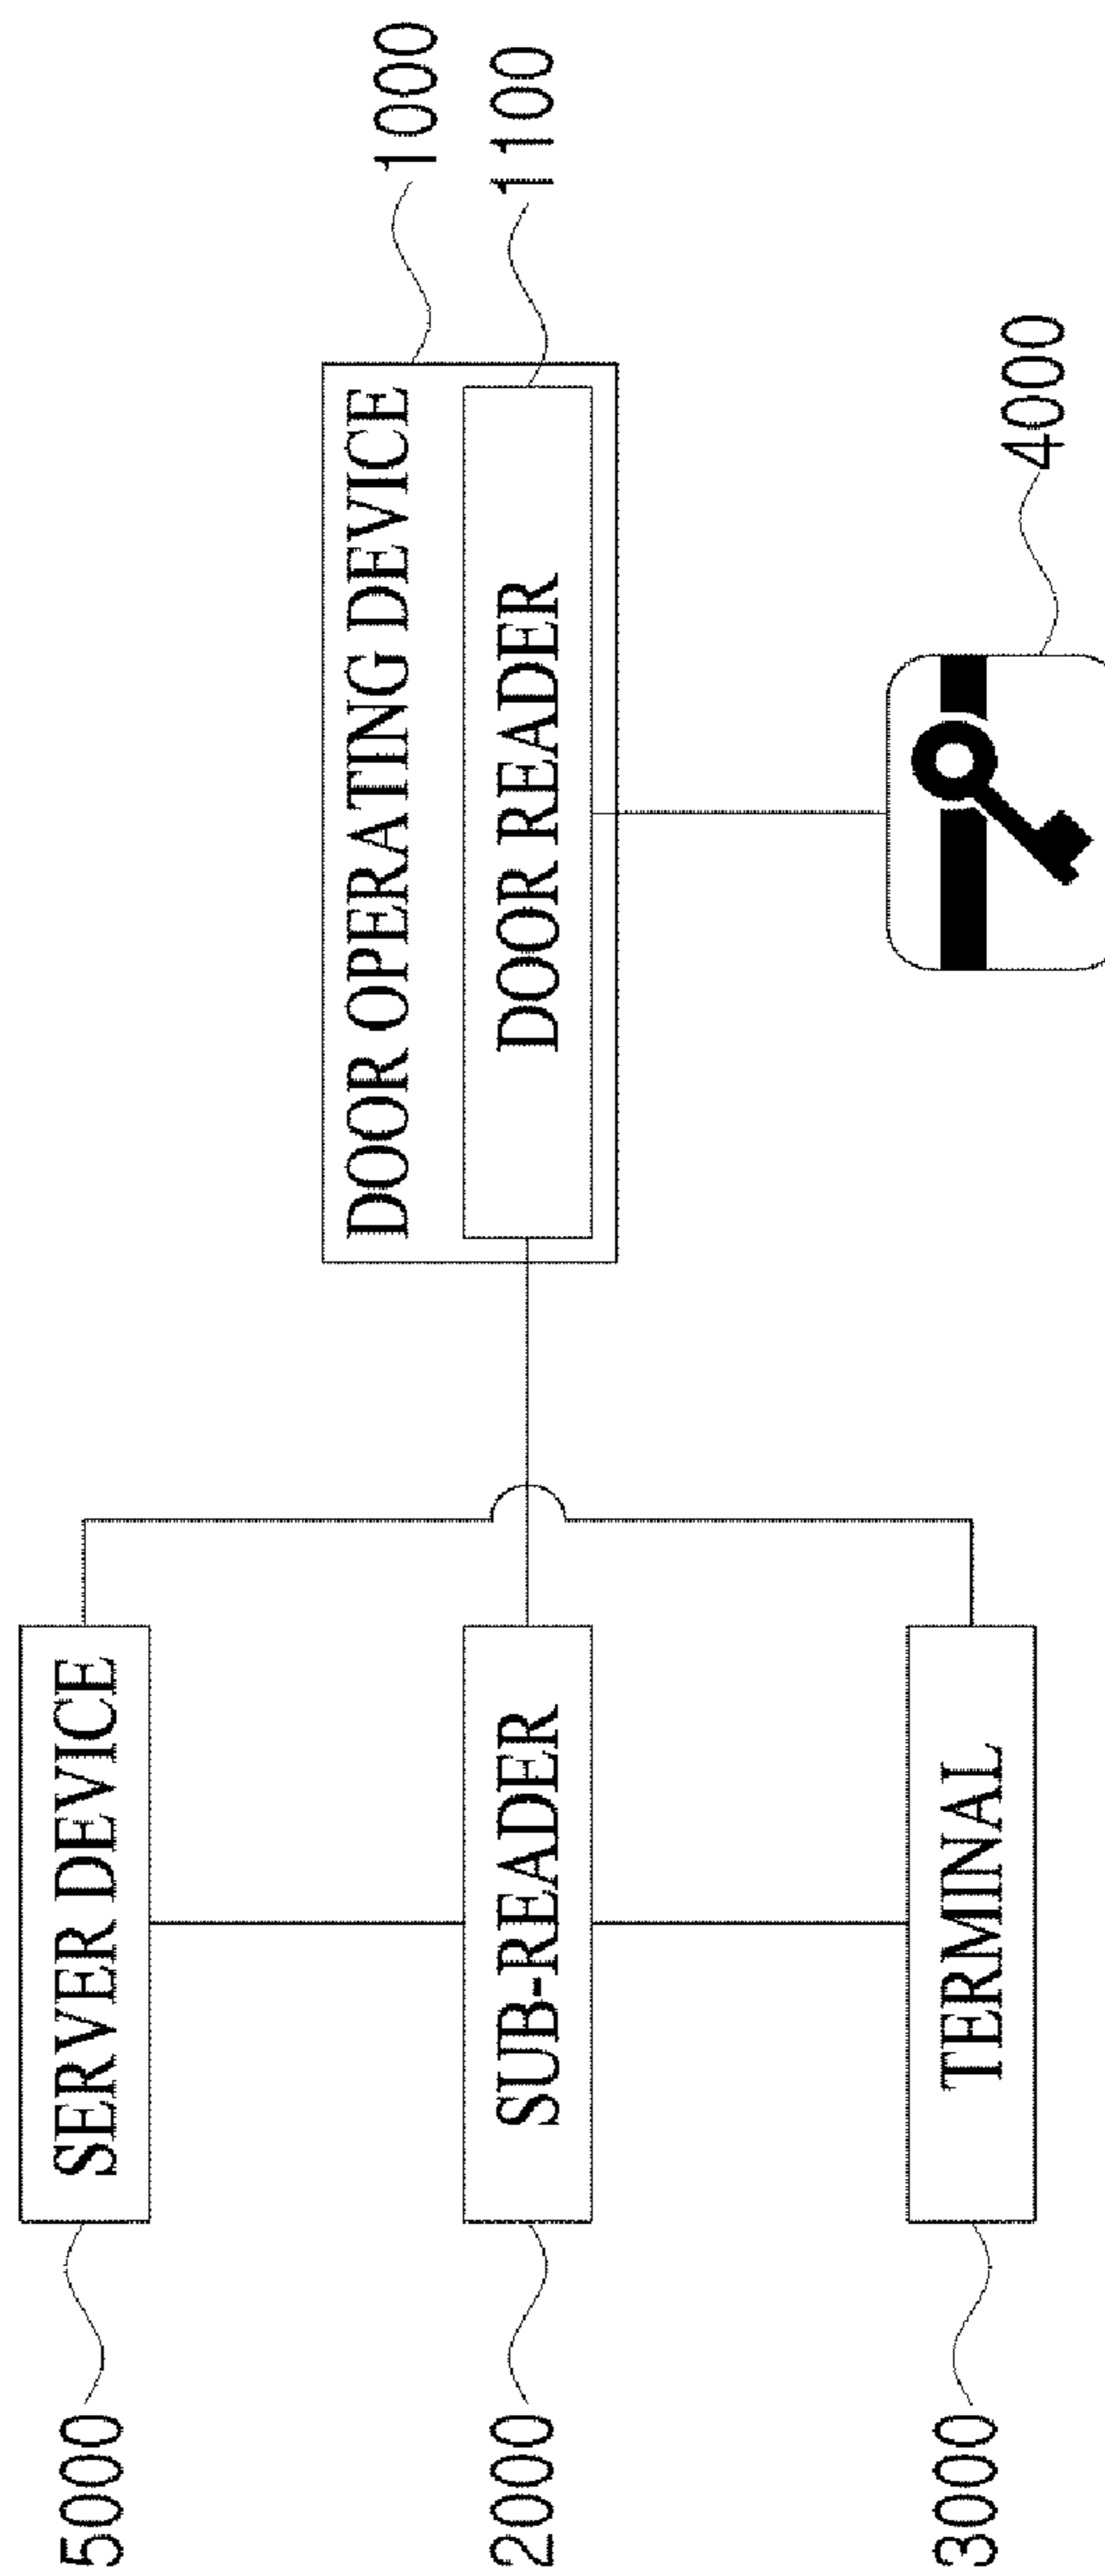 1000
DOOR OPERATING DEVICE
1100
DOOR READER
5000
SERVER DEVICE
2000
SUB-READER
3000
TERMINAL
4000